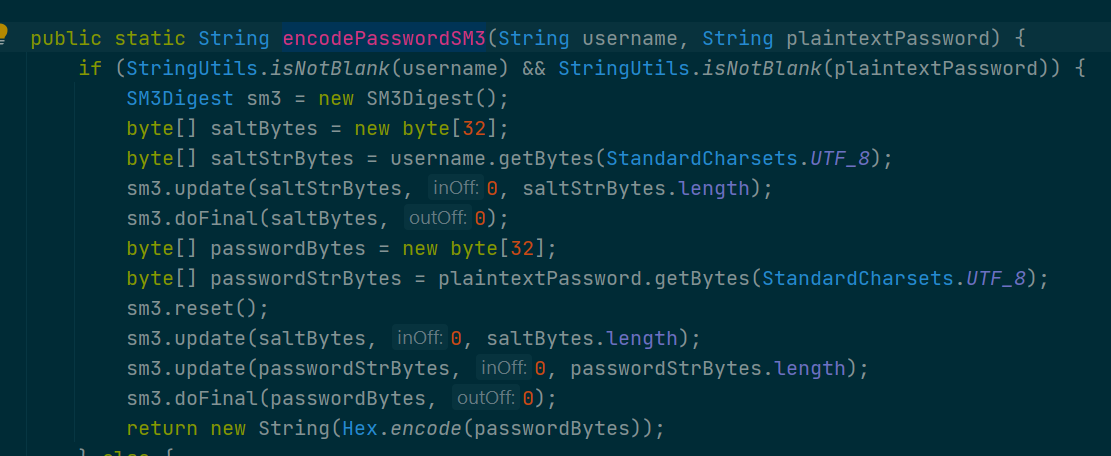 public static String encodePasswordSM3(String username, String plaintextPassword) {
if (StringUtils.isNotBlank(username) && StringUtils.isNotBlank(plaintextPassword)) {
SM3Digest sm3 = new SM3Digest();
byte[] saltBytes = new byte[32];
byte[] saltStrBytes = username.getBytes(StandardCharsets.UTF_8);
sm3.update(saltStrBytes, inOff: 0, saltStrBytes.length);
sm3.doFinal(saltBytes, outOff: 0);
byte[] passwordBytes = new byte[32];
byte[] passwordStrBytes = plaintextPassword.getBytes(StandardCharsets.UTF_8);
sm3.reset();
sm3.update(saltBytes, inOff: 0, saltBytes.length);
sm3.update(passwordStrBytes, inOff: 0, passwordStrBytes.length);
sm3.doFinal(passwordBytes, outOff: 0);
return new String(Hex.encode(passwordBytes));
} else {